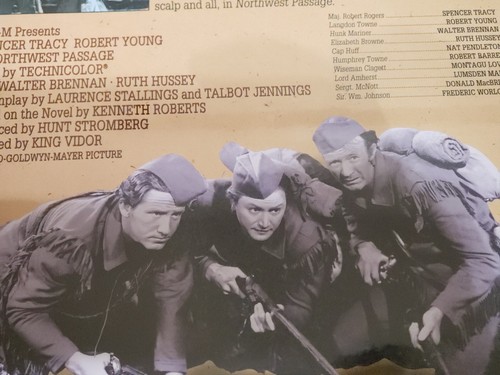 scalp and all, in Northwest Passage.
-M Presents
NCER TRACY ROBERT YOUNG
ORTHWEST PASSAGE
by TECHNICOLOR®
WALTER BRENNAN · RUTH HUSSEY
nplay by LAURENCE STALLINGS and TALBOT JENNINGS
on the Novel by KENNETH ROBERTS
ced by HUNT STROMBERG
ed by KING VIDOR
O-GOLDWYN-MAYER PICTURE
Maj. Robert Rogers SPENCER TRACY
Langdon Towne ROBERT YOUNG
Hunk Mariner WALTER BRENNAN
Elizabeth Browne RUTH HUSSEY
Cap Huff NAT PENDLETO
Humphrey Towne ROBERT BARRE
Wiseman Clagett MONTAGU LOV
Lord Amherst LUMSDEN HA
Sergt. McNott DONALD MacBRI
Sir. Wm. Johnson FREDERIC WORLO